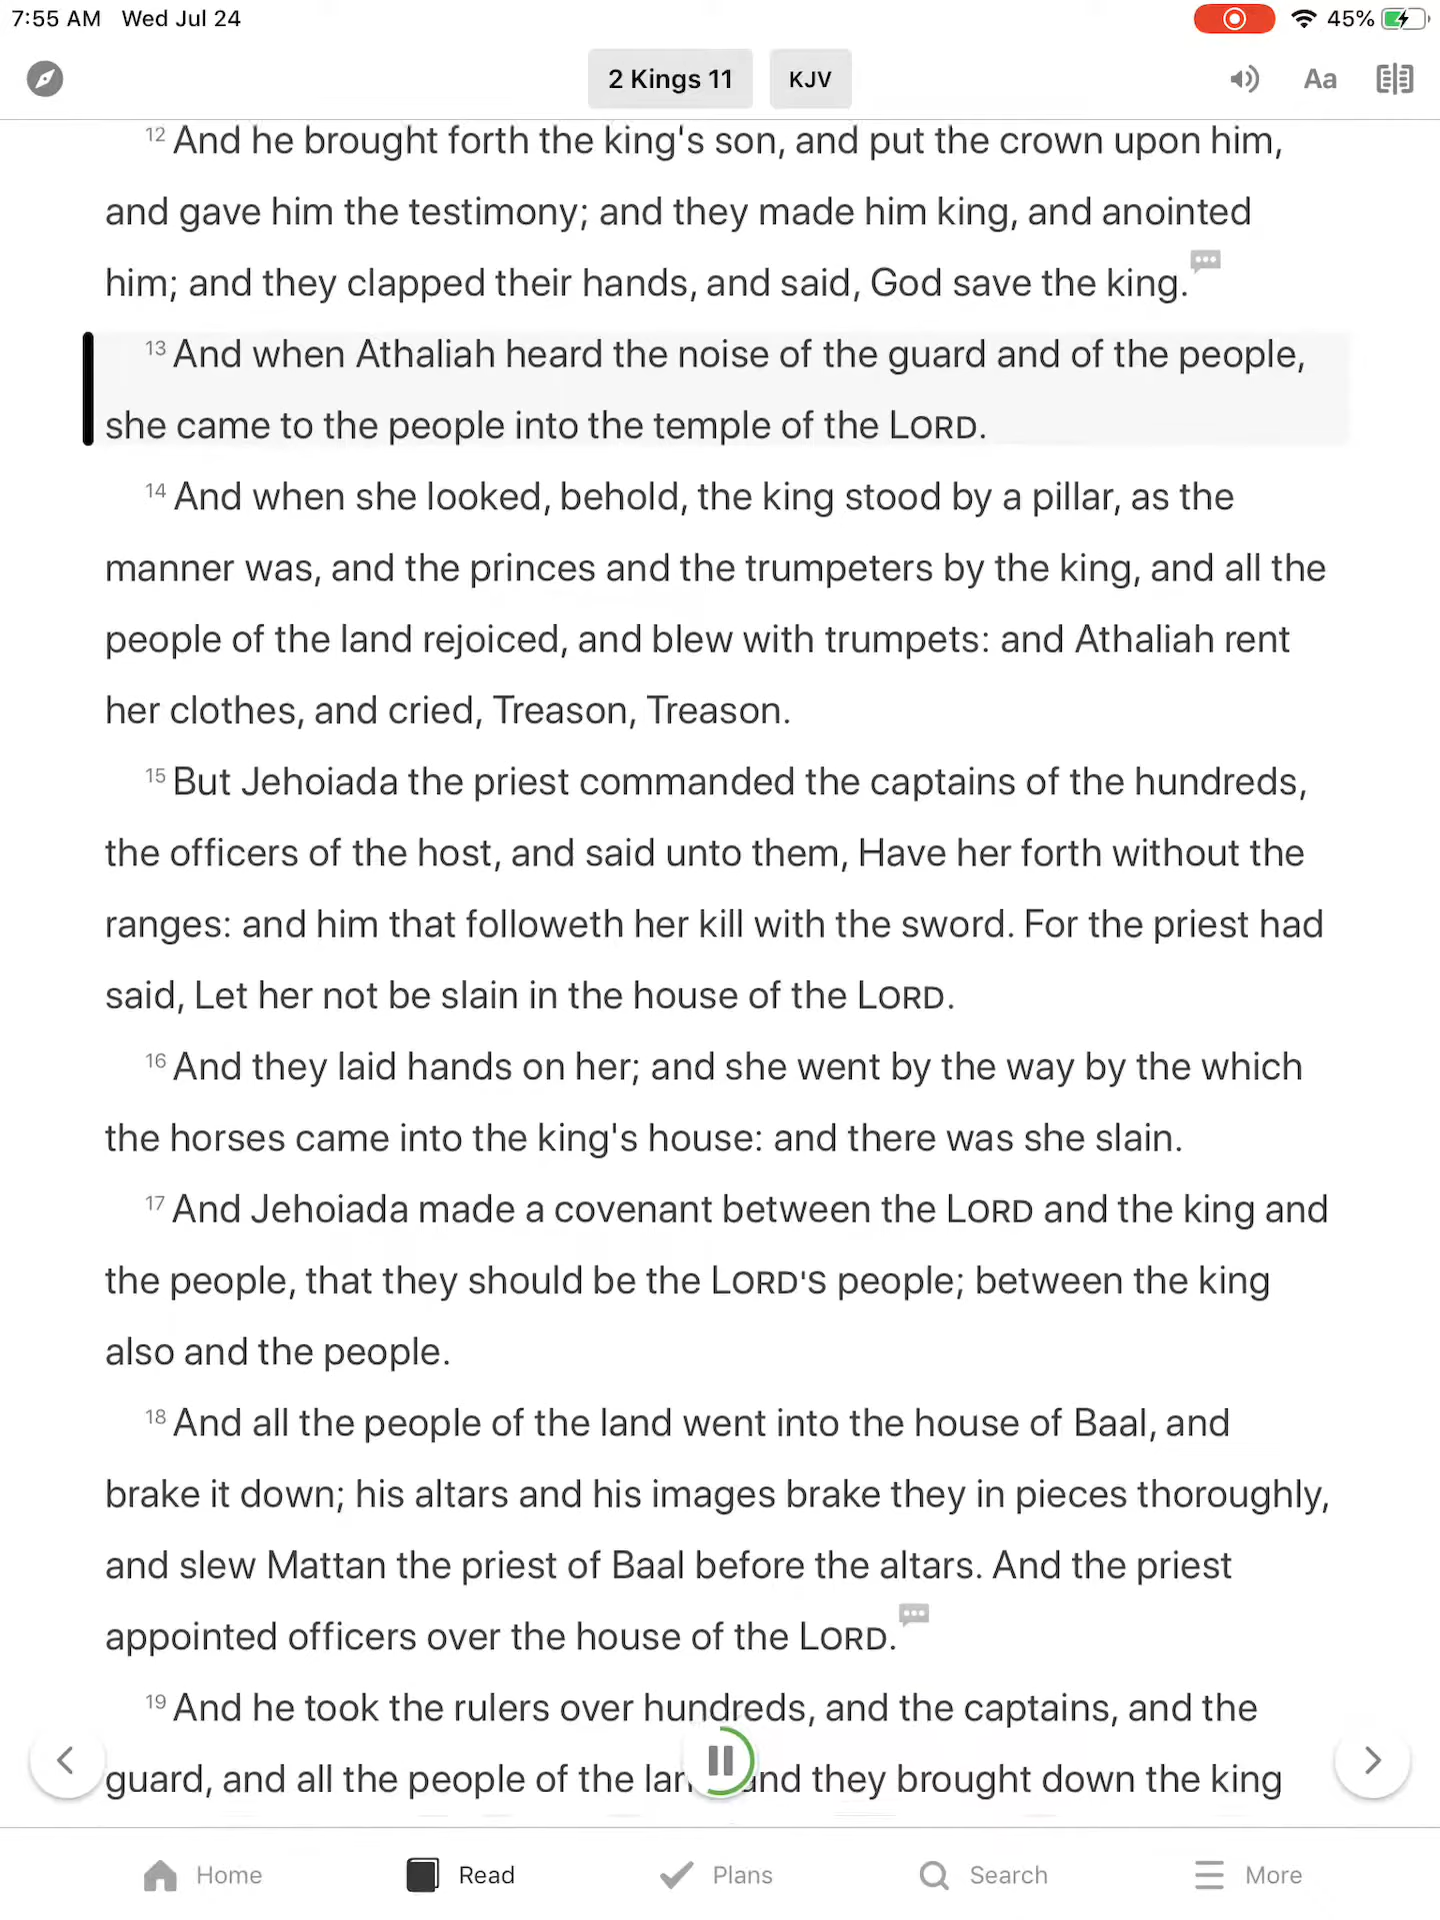 7:55 AM Wed Jul 24 45%
2 Kings 11 KJV Aa
12 And he brought forth the king's son, and put the crown upon him,
and gave him the testimony; and they made him king, and anointed
him; and they clapped their hands, and said, God save the king.
13 And when Athaliah heard the noise of the guard and of the people,
she came to the people into the temple of the LORD.
14 And when she looked, behold, the king stood by a pillar, as the
manner was, and the princes and the trumpeters by the king, and all the
people of the land rejoiced, and blew with trumpets: and Athaliah rent
her clothes, and cried, Treason, Treason.
15 But Jehoiada the priest commanded the captains of the hundreds,
the officers of the host, and said unto them, Have her forth without the
ranges: and him that followeth her kill with the sword. For the priest had
said, Let her not be slain in the house of the LORD.
16 And they laid hands on her; and she went by the way by the which
the horses came into the king's house: and there was she slain.
17 And Jehoiada made a covenant between the LORD and the king and
the people, that they should be the LORD'S people; between the king
also and the people.
18 And all the people of the land went into the house of Baal, and
brake it down; his altars and his images brake they in pieces thoroughly,
and slew Mattan the priest of Baal before the altars. And the priest
appointed officers over the house of the LORD.
19 And he took the rulers over hundreds, and the captains, and the
guard, and all the people of the and they brought down the king
Home Read Plans Search More